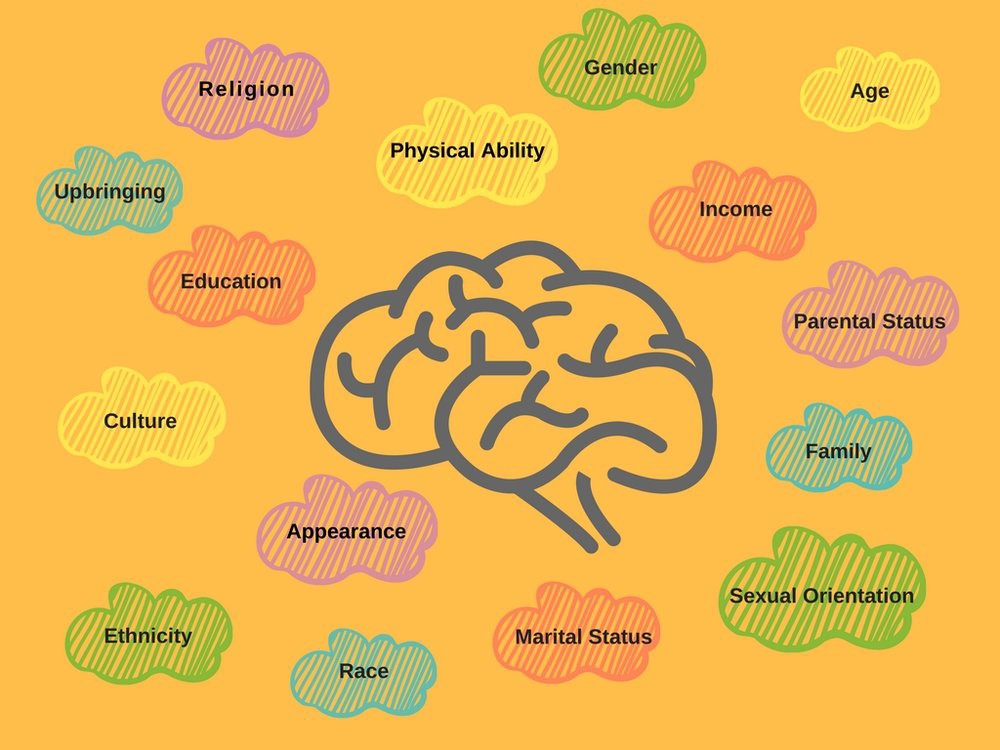 Gender
Religion
Age
Physical Ability
Upbringing
Income
Education
Parental Status
Culture
Family
Appearance
Sexual Orientation
Ethnicity
Marital Status
Race